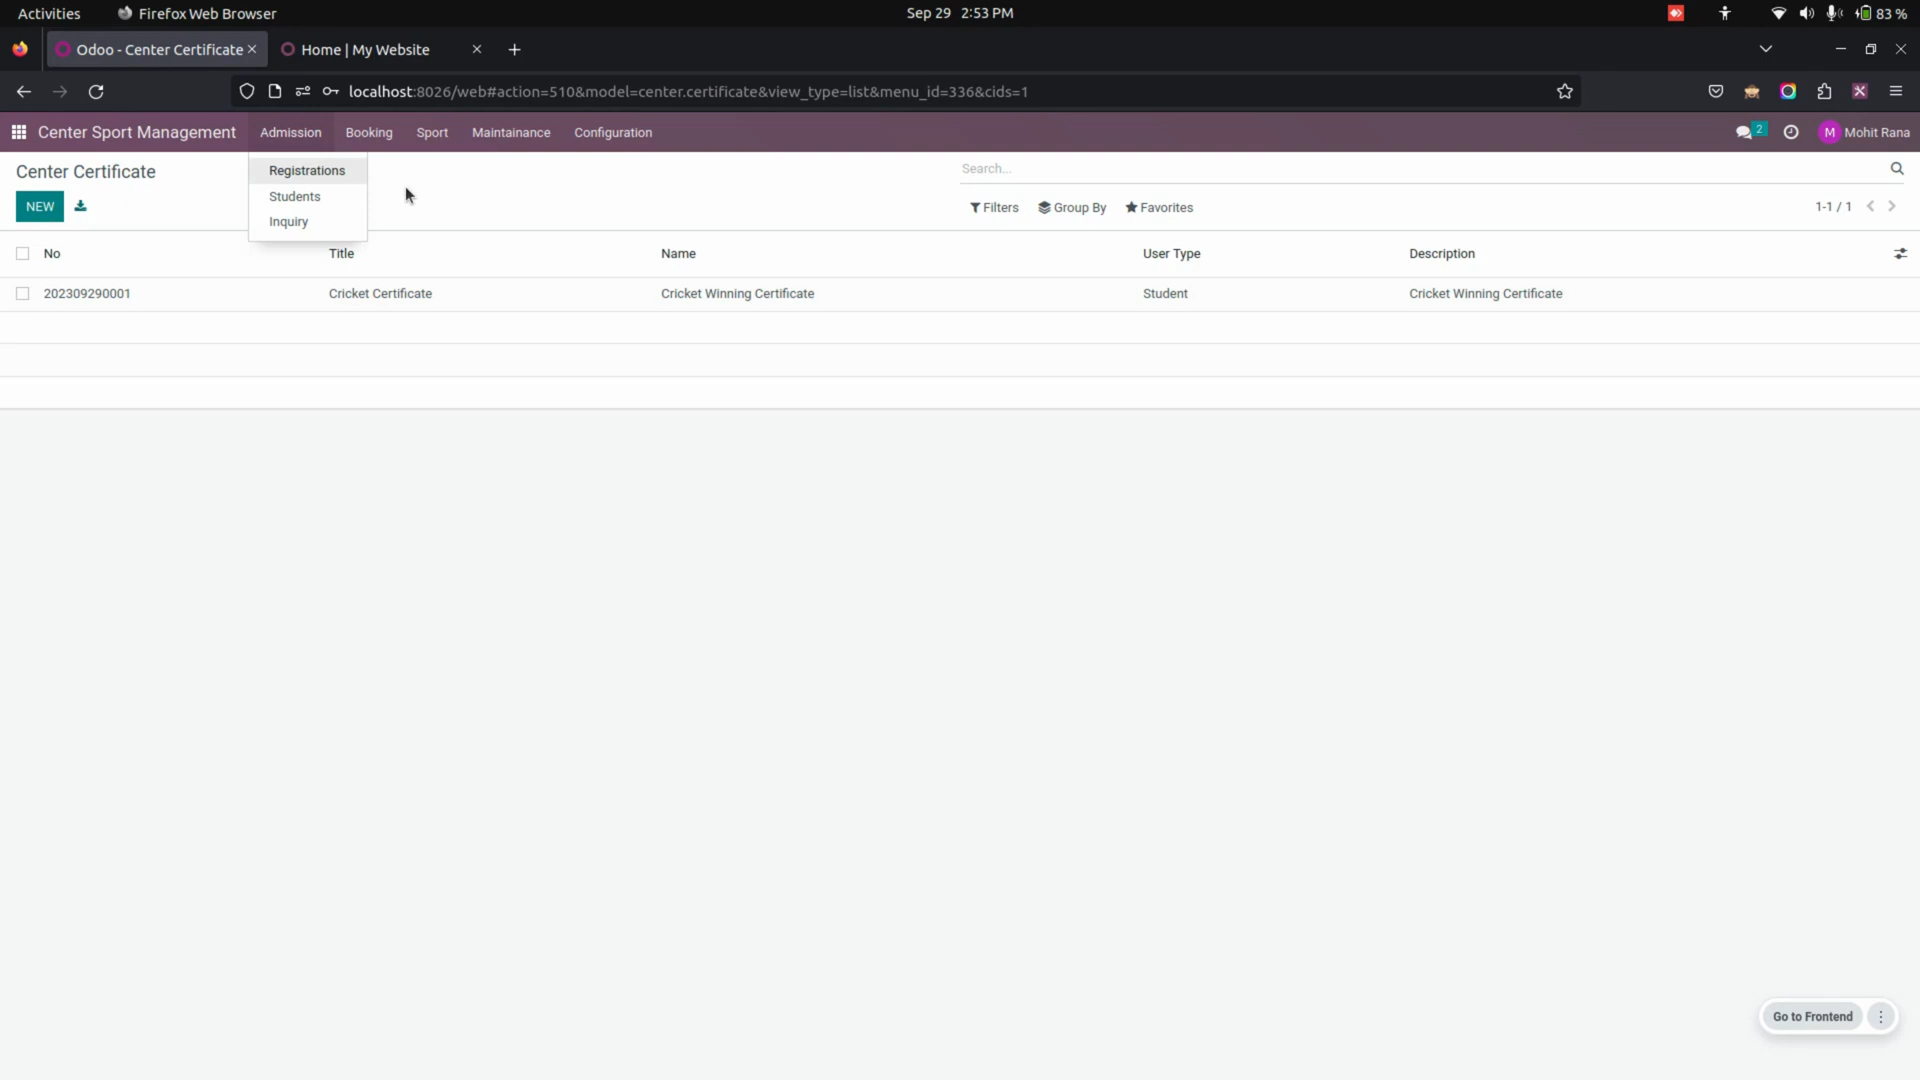 Activities Firefox Web Browser Sep 29 2:53 PM 83 %
Odoo - Center Certificate Home | My Website
localhost:8026/web#action=510&model=center.certificate&view_type=list&menu_id=336&cids=1
Center Sport Management Admission Booking Sport Maintainance Configuration 2 M Mohit Rana
Center Certificate Registrations Search...
NEW Students Filters Group By Favorites 1-1 / 1
Inquiry
No Title Name User Type Description
202309290001 Cricket Certificate Cricket Winning Certificate Student Cricket Winning Certificate
Go to Frontend